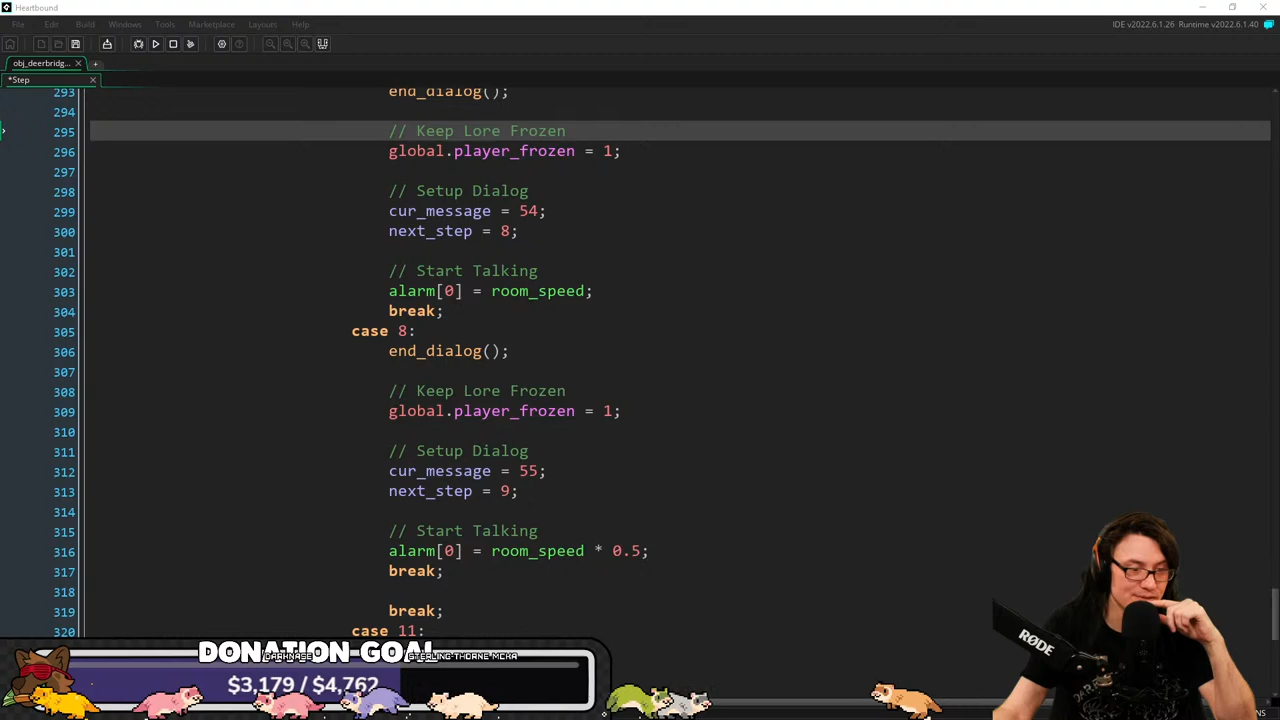 Heartbound
File Edit Build Windows Tools Marketplace Layouts Help
IDE v2022.6.1.26 Runtime v2022.6.1.40
obj_deerbridg...
*Step
293 end_dialog();
294
295 // Keep Lore Frozen
296 global.player_frozen = 1;
297
298 // Setup Dialog
299 cur_message = 54;
300 next_step = 8;
301
302 // Start Talking
303 alarm[0] = room_speed;
304 break;
305 case 8:
306 end_dialog();
307
308 // Keep Lore Frozen
309 global.player_frozen = 1;
310
311 // Setup Dialog
312 cur_message = 55;
313 next_step = 9;
314
315 // Start Talking
316 alarm[0] = room_speed * 0.5;
317 break;
318
319 break;
320 case 11:
DONATION GOAL
$3,179 / $4,762
RØDE